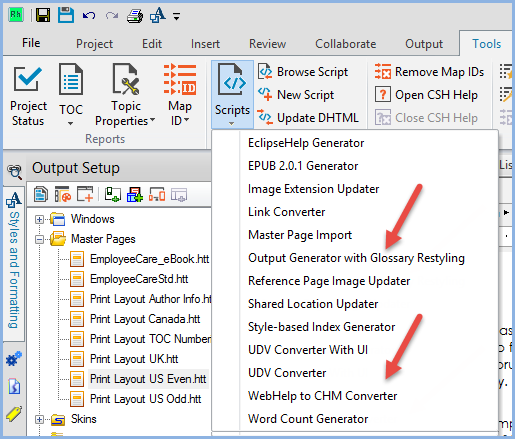 Rh
File Project Edit Insert Review Collaborate Output Tools
Project Status
TOC
Topic Properties
Map ID
Reports
Scripts
Browse Script
New Script
Update DHTML
Remove Map IDs
Open CSH Help
Close CSH Help
EclipseHelp Generator
EPUB 2.0.1 Generator
Image Extension Updater
Link Converter
Master Page Import
Output Generator with Glossary Restyling
Reference Page Image Updater
Shared Location Updater
Style-based Index Generator
UDV Converter With UI
UDV Converter
WebHelp to CHM Converter
Word Count Generator
Styles and Formatting
Output Setup
Windows
Master Pages
EmployeeCare_eBook.htt
EmployeeCareStd.htt
Print Layout Author Info.h
Print Layout Canada.htt
Print Layout TOC Number
Print Layout UK.htt
Print Layout US Even.htt
Print Layout US Odd.htt
Skins
Lis